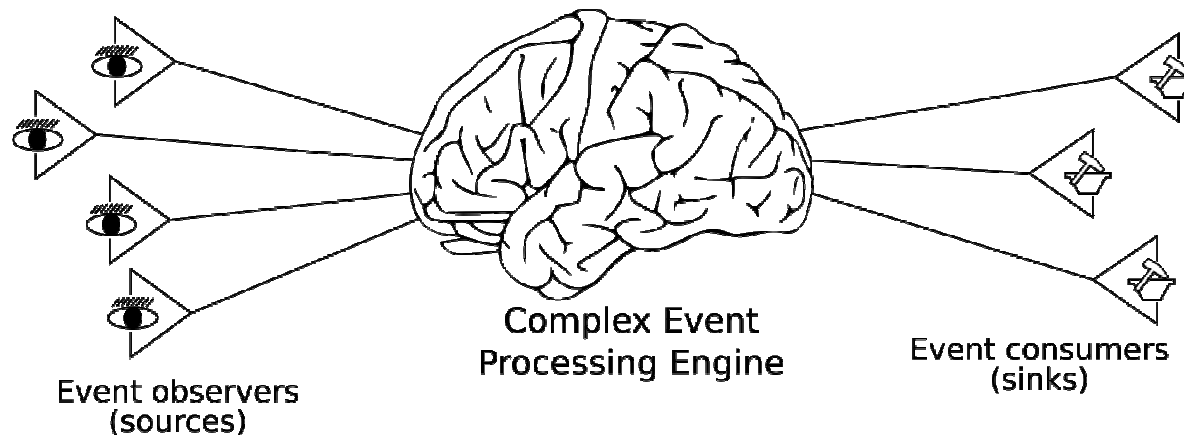 Complex Event
Processing Engine
Event consumers
(sinks)
Event observers
(sources)